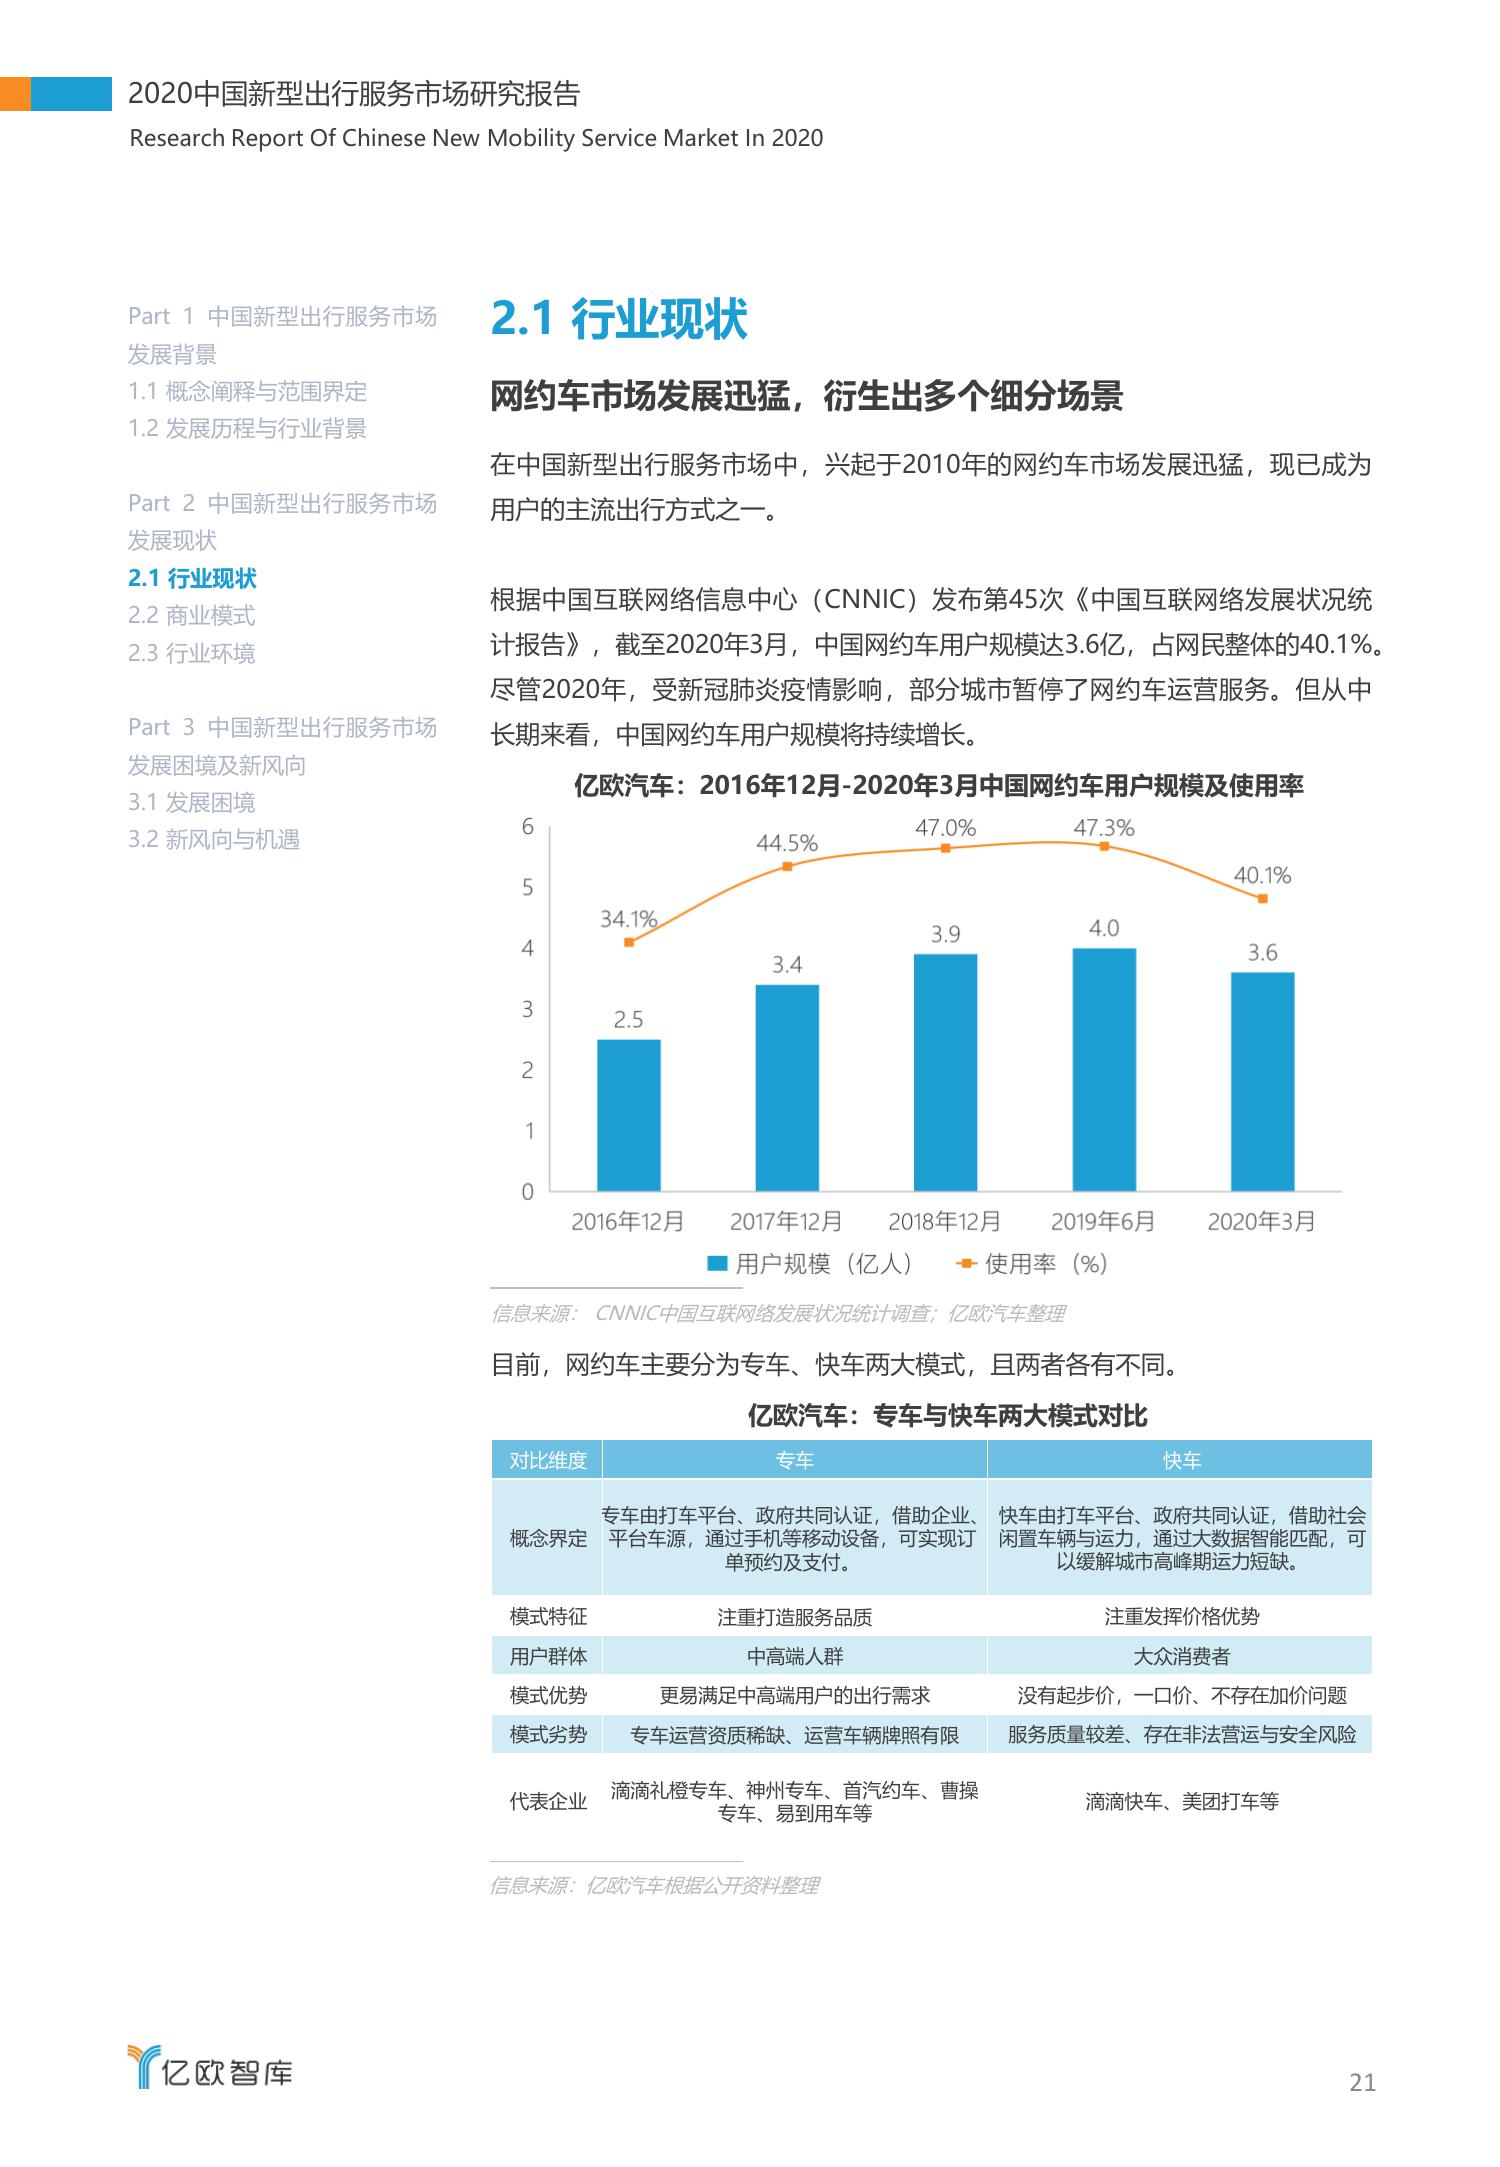 2020中国新型出行服务市场研究报告
Research Report Of Chinese New Mobility Service Market In 2020
Part 1 中国新型出行服务市场
发展背景
1.1 概念阐释与范围界定
1.2 发展历程与行业背景
Part 2 中国新型出行服务市场
发展现状
2.1 行业现状
2.2 商业模式
2.3 行业环境
Part 3 中国新型出行服务市场
发展困境及新风向
3.1 发展困境
3.2 新风向与机遇
2.1 行业现状
网约车市场发展迅猛，衍生出多个细分场景
在中国新型出行服务市场中，兴起于2010年的网约车市场发展迅猛，现已成为
用户的主流出行方式之一。
根据中国互联网络信息中心（CNNIC）发布第45次《中国互联网络发展状况统
计报告》，截至2020年3月，中国网约车用户规模达3.6亿，占网民整体的40.1%。
尽管2020年，受新冠肺炎疫情影响，部分城市暂停了网约车运营服务。但从中
长期来看，中国网约车用户规模将持续增长。
亿欧汽车：2016年12月-2020年3月中国网约车用户规模及使用率
6
5
4
3
2
1
0
34.1%
44.5%
47.0%
47.3%
40.1%
2.5
3.4
3.9
4.0
3.6
2016年12月 2017年12月 2018年12月 2019年6月 2020年3月
用户规模（亿人） 使用率（%）
信息来源： CNNIC中国互联网络发展状况统计调查；亿欧汽车整理
目前，网约车主要分为专车、快车两大模式，且两者各有不同。
亿欧汽车：专车与快车两大模式对比
对比维度 专车 快车
概念界定
专车由打车平台、政府共同认证，借助企业、
平台车源，通过手机等移动设备，可实现订
单预约及支付。
快车由打车平台、政府共同认证，借助社会
闲置车辆与运力，通过大数据智能匹配，可
以缓解城市高峰期运力短缺。
模式特征 注重打造服务品质 注重发挥价格优势
用户群体 中高端人群 大众消费者
模式优势 更易满足中高端用户的出行需求 没有起步价，一口价、不存在加价问题
模式劣势 专车运营资质稀缺、运营车辆牌照有限 服务质量较差、存在非法营运与安全风险
代表企业
滴滴礼橙专车、神州专车、首汽约车、曹操
专车、易到用车等
滴滴快车、美团打车等
信息来源：亿欧汽车根据公开资料整理
亿欧智库
21